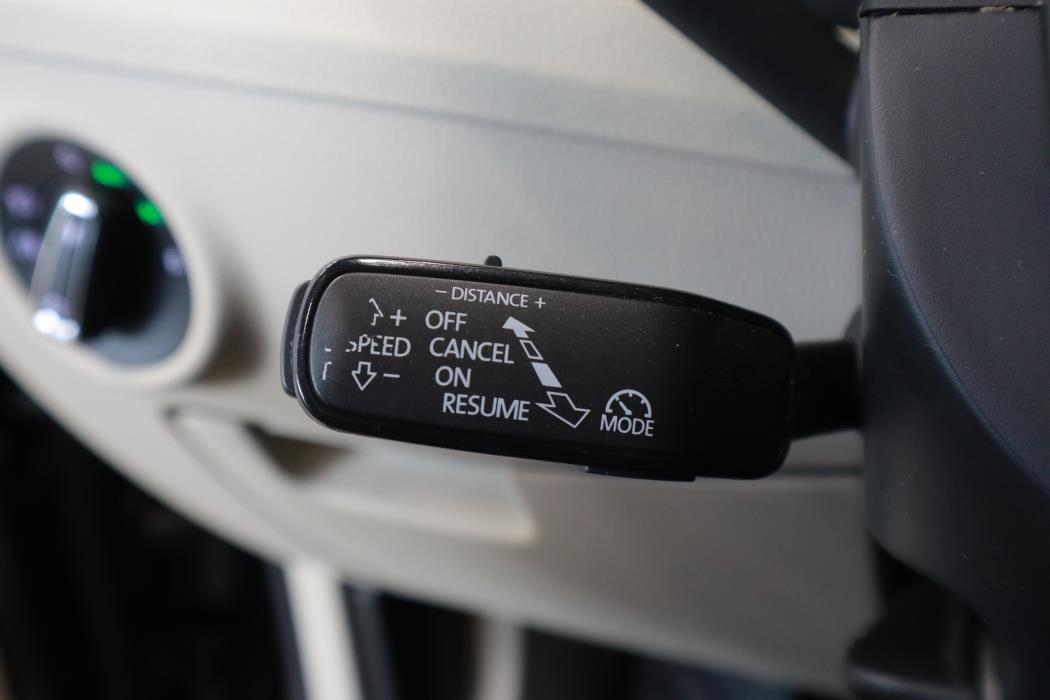 − DISTANCE +
+ OFF
SPEED CANCEL
− ON
RESUME
MODE